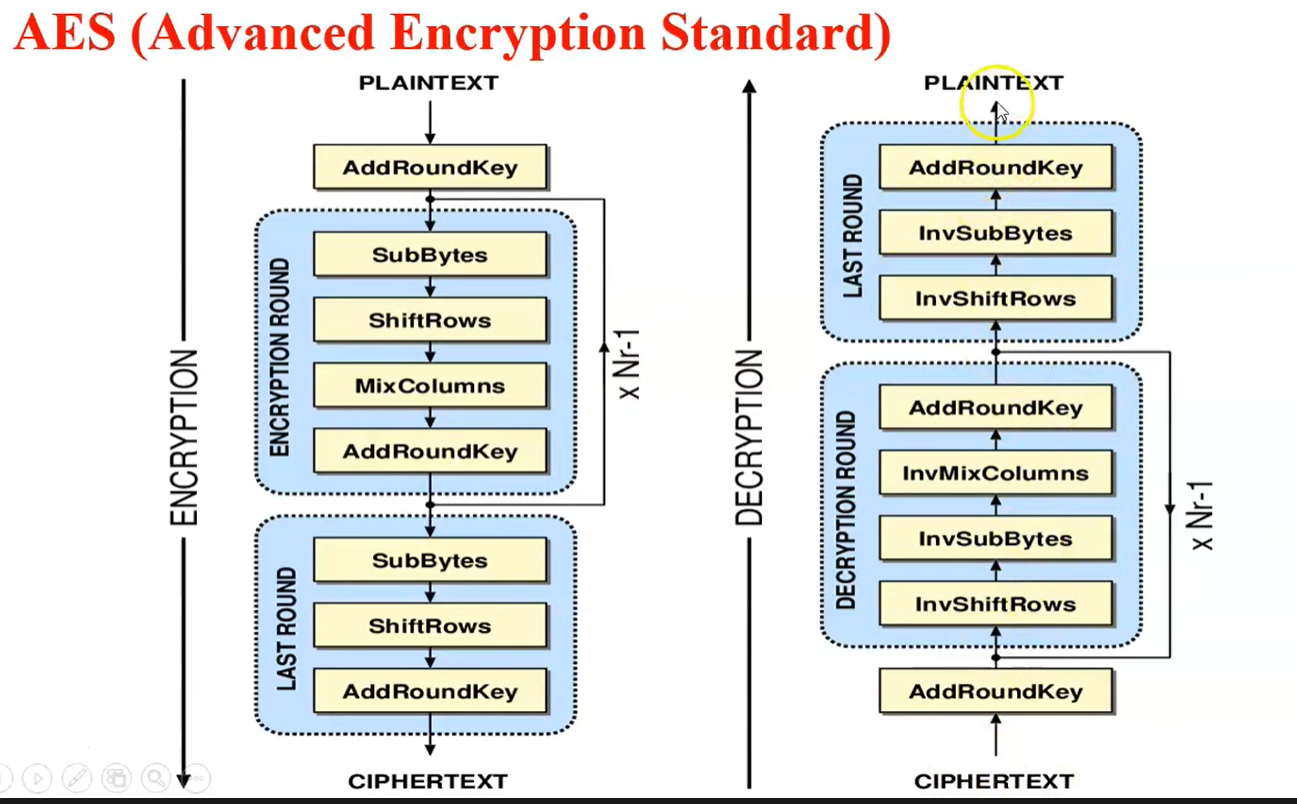 AES (Advanced Encryption Standard)
PLAINTEXT
AddRoundKey
ENCRYPTION
ENCRYPTION ROUND
SubBytes
ShiftRows
MixColumns
AddRoundKey
x Nr-1
LAST ROUND
SubBytes
ShiftRows
AddRoundKey
CIPHERTEXT
PLAINTEXT
DECRYPTION
LAST ROUND
AddRoundKey
InvSubBytes
InvShiftRows
DECRYPTION ROUND
AddRoundKey
InvMixColumns
InvSubBytes
InvShiftRows
x Nr-1
AddRoundKey
CIPHERTEXT